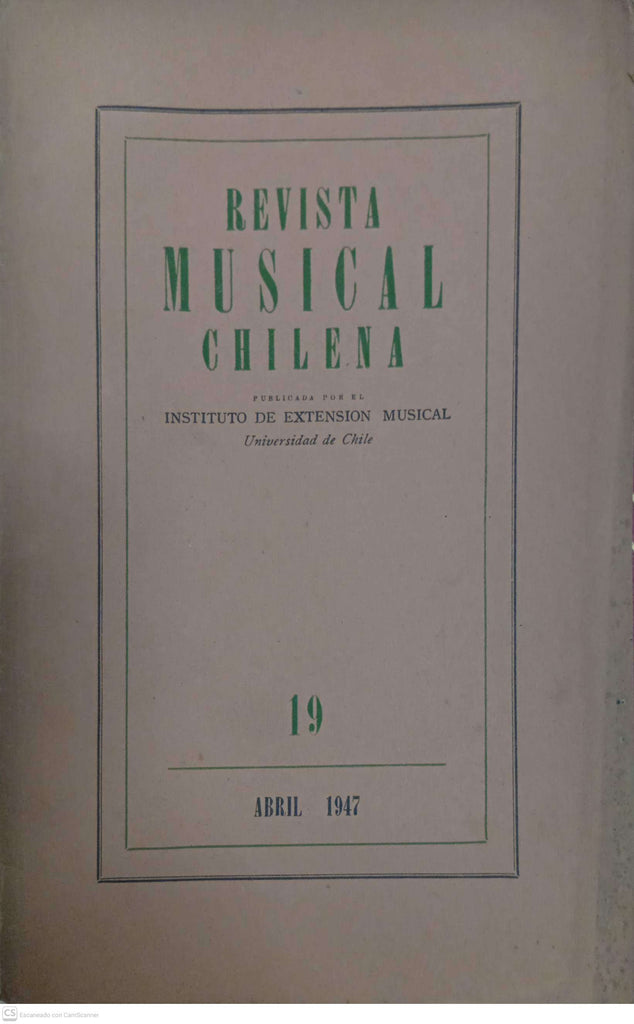 REVISTA
MUSICAL
CHILENA
PUBLICADA POR EL
INSTITUTO DE EXTENSION MUSICAL
Universidad de Chile
19
ABRIL 1947
CS Escaneado con CamScanner